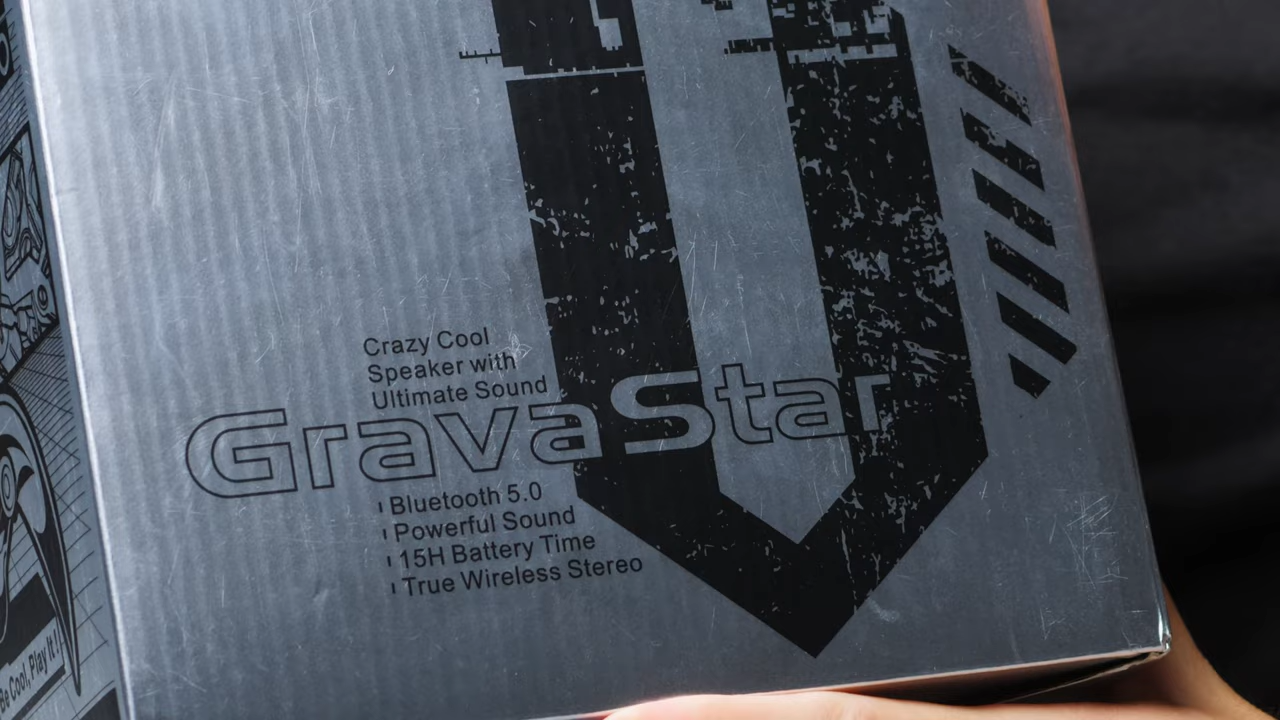 Crazy Cool
Speaker with
Ultimate Sound
GravaStar
Bluetooth 5.0
Powerful Sound
15H Battery Time
True Wireless Stereo
Be Cool, Play It!